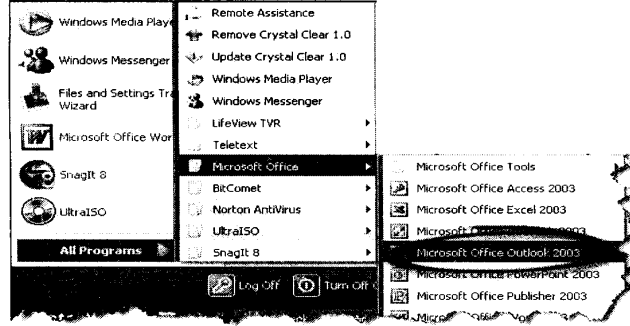 Windows Media Playe
Windows Messenger
Files and Settings Tra
Wizard
Microsoft Office Wor
SnagIt 8
UltraISO
All Programs
Remote Assistance
Remove Crystal Clear 1.0
Update Crystal Clear 1.0
Windows Media Player
Windows Messenger
LifeView TVR
Teletext
Microsoft Office
BitComet
Norton AntiVirus
UltraISO
SnagIt 8
Log Off
Turn Off
Microsoft Office Tools
Microsoft Office Access 2003
Microsoft Office Excel 2003
Microsoft 2003
Microsoft Office Outlook 2003
Microsoft Office PowerPoint 2003
Microsoft Office Publisher 2003